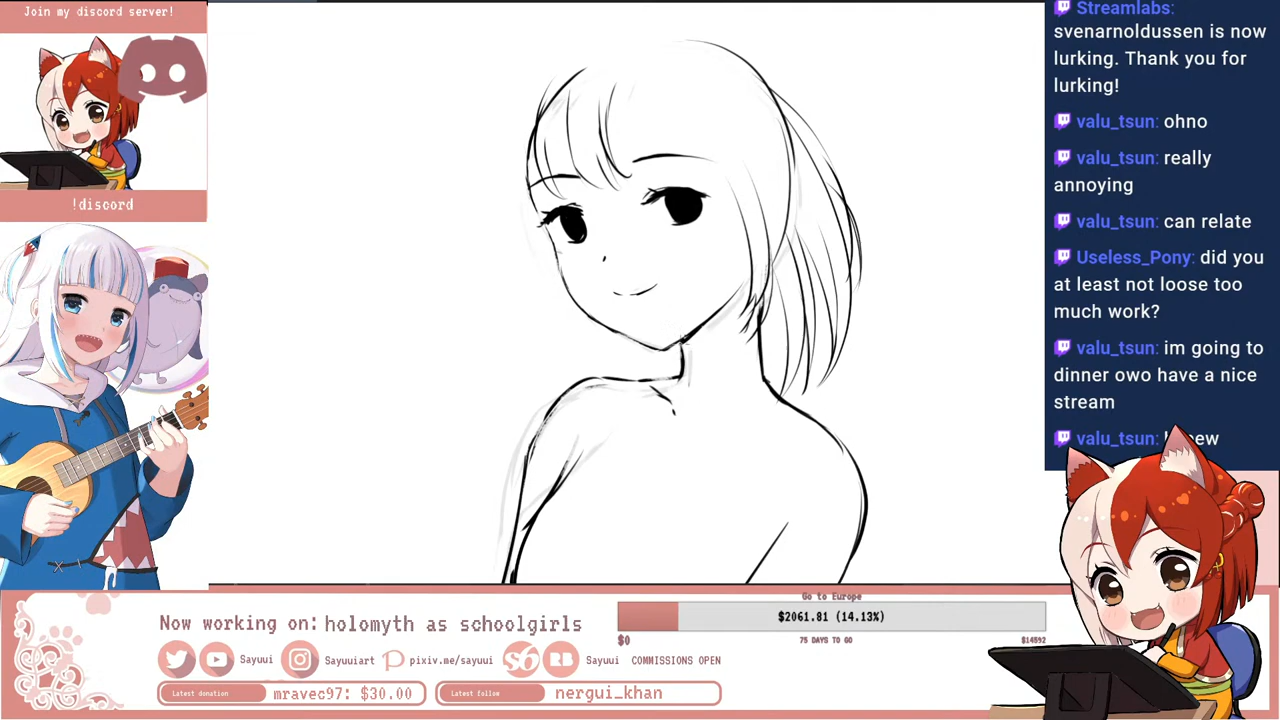 Join my discord server!
!discord
Streamlabs:
svenarnoldussen is now
lurking. Thank you for
lurking!
valu_tsun: ohno
valu_tsun: really
annoying
valu_tsun: can relate
Useless_Pony: did you
at least not loose too
much work?
valu_tsun: im going to
dinner owo have a nice
stream
valu_tsun:
Now working on: holomyth as schoolgirls
Sayuui
Sayuuiart
pixiv.me/sayuui
S6
RB
Sayuui
COMMISSIONS OPEN
Latest donation
mravec97: $30.00
Latest follow
nergui_khan
Go to Europe
$2061.81 (14.13%)
$0
75 DAYS TO GO
$14592